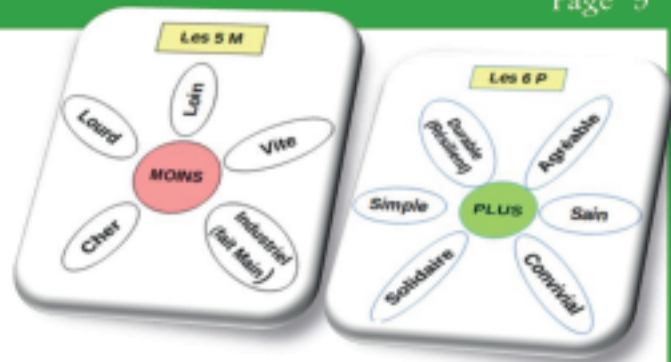 Page 5
Les 5 M
Loin
Lourd
Vite
MOINS
Cher
Industriel
(fait Main)
Les 6 P
Durable
(Résilient)
Agréable
Simple
PLUS
Sain
Solidaire
Convivial